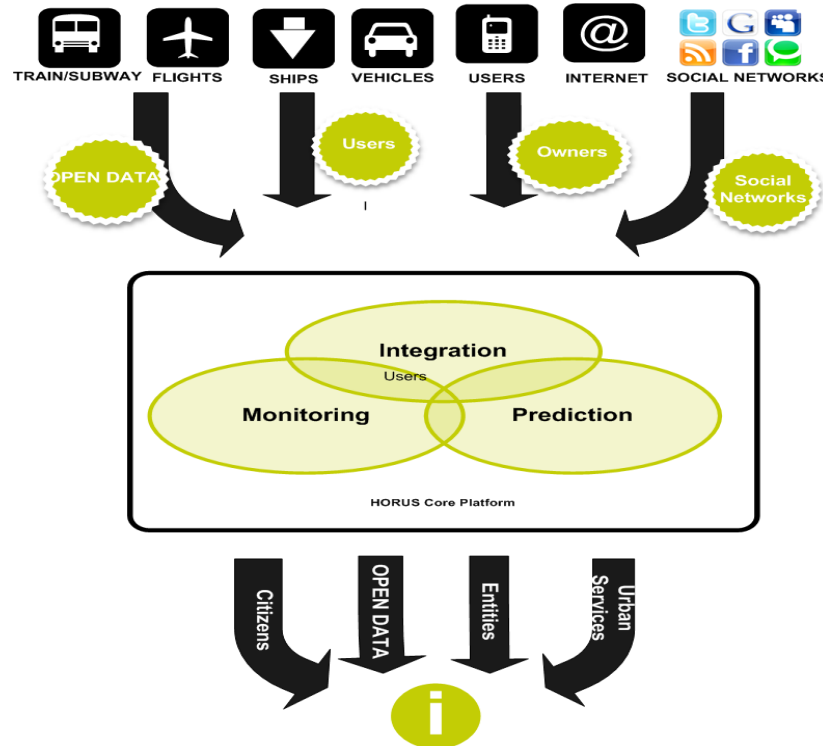 TRAIN/SUBWAY
FLIGHTS
SHIPS
VEHICLES
USERS
@
INTERNET
G
f
SOCIAL NETWORKS
OPEN DATA
Users
Owners
Social
Networks
I
Integration
Users
Monitoring
Prediction
HORUS Core Platform
Citizens
OPEN DATA
Entities
Urban
Services
i